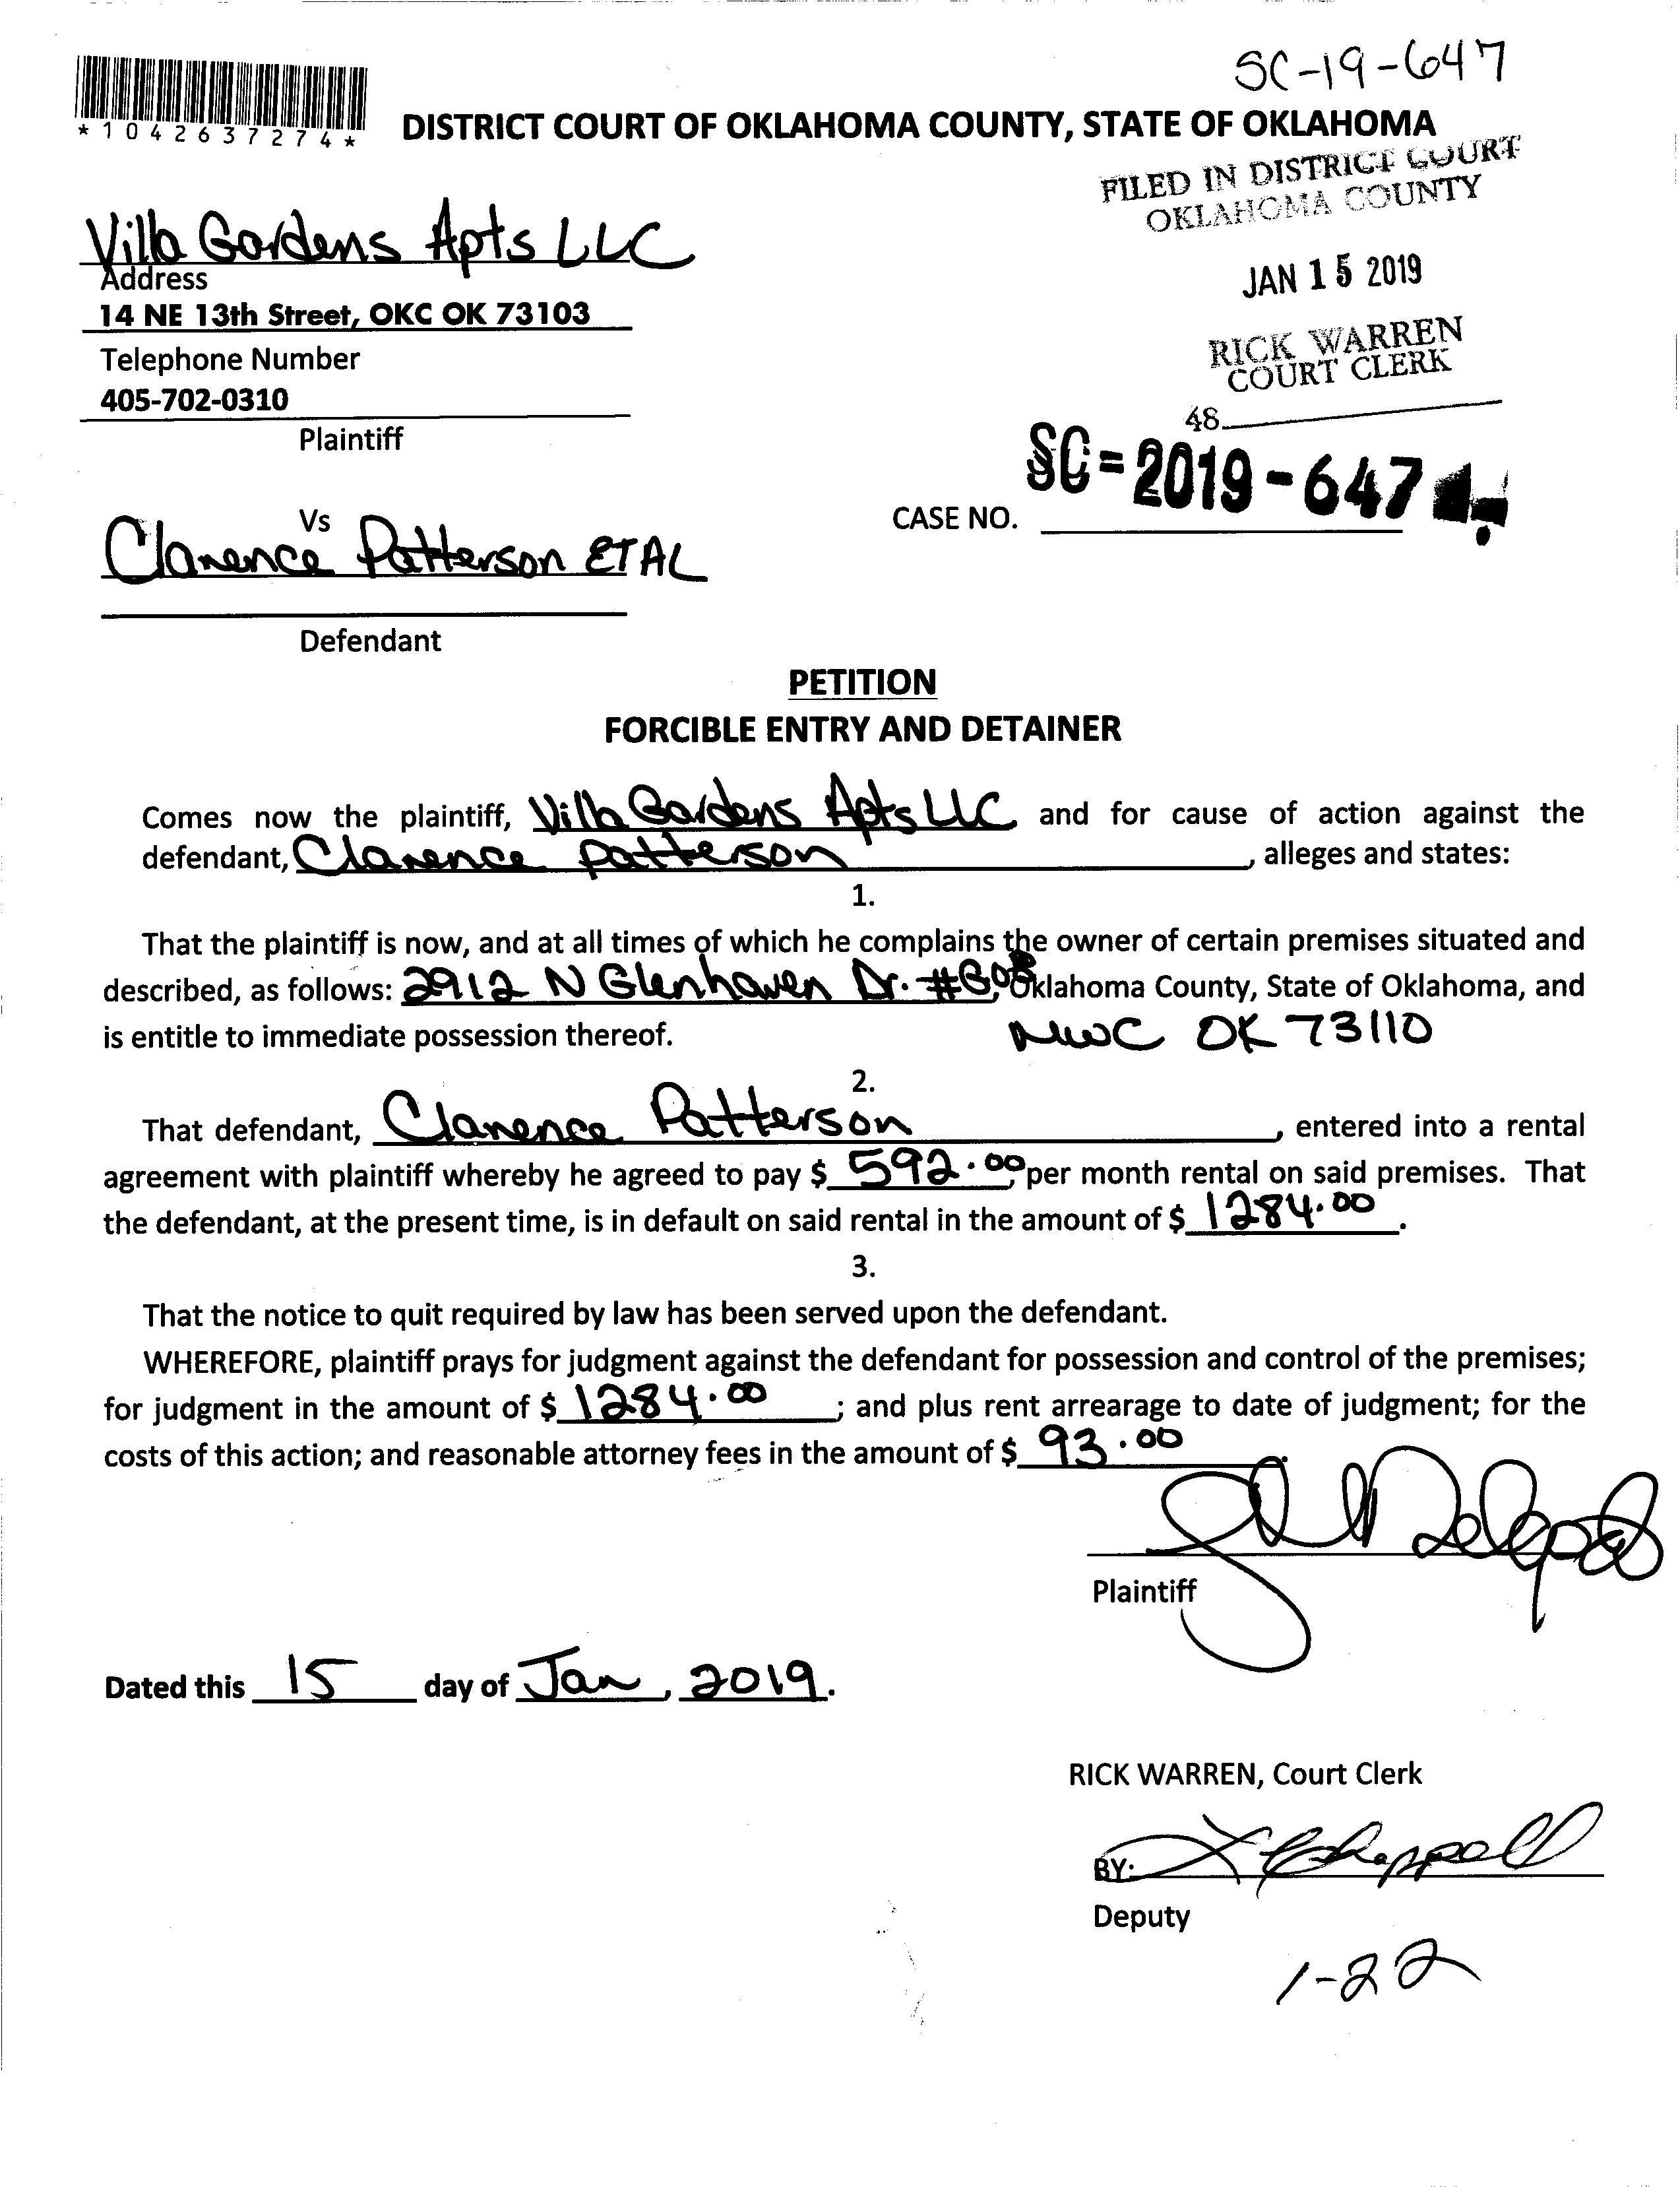 SC-19-647
*1042637274*
DISTRICT COURT OF OKLAHOMA COUNTY, STATE OF OKLAHOMA
FILED IN DISTRICT COURT
OKLAHOMA COUNTY
Villa Gardens Apts LLC
Address
JAN 15 2019
14 NE 13th Street, OKC OK 73103
Telephone Number
RICK WARREN
COURT CLERK
405-702-0310
48
Plaintiff
SC-2019-647
CASE NO.
Vs
Clarence Patterson ETAL
Defendant
PETITION
FORCIBLE ENTRY AND DETAINER
Comes now the plaintiff, Villa Gardens Apts LLC and for cause of action against the
defendant, Clarence Patterson, alleges and states:
1.
That the plaintiff is now, and at all times of which he complains the owner of certain premises situated and
described, as follows: 2912 N Glenhaven Dr. # Oklahoma County, State of Oklahoma, and
is entitle to immediate possession thereof. MWC OK 73110
2.
That defendant, Clarence Patterson, entered into a rental
agreement with plaintiff whereby he agreed to pay $ 592.00, per month rental on said premises. That
the defendant, at the present time, is in default on said rental in the amount of $ 1284.00.
3.
That the notice to quit required by law has been served upon the defendant.
WHEREFORE, plaintiff prays for judgment against the defendant for possession and control of the premises;
for judgment in the amount of $ 1284.00; and plus rent arrearage to date of judgment; for the
costs of this action; and reasonable attorney fees in the amount of $ 93.00.
Plaintiff
Dated this 15 day of Jan, 2019.
RICK WARREN, Court Clerk
BY: Chappell
Deputy
1-22